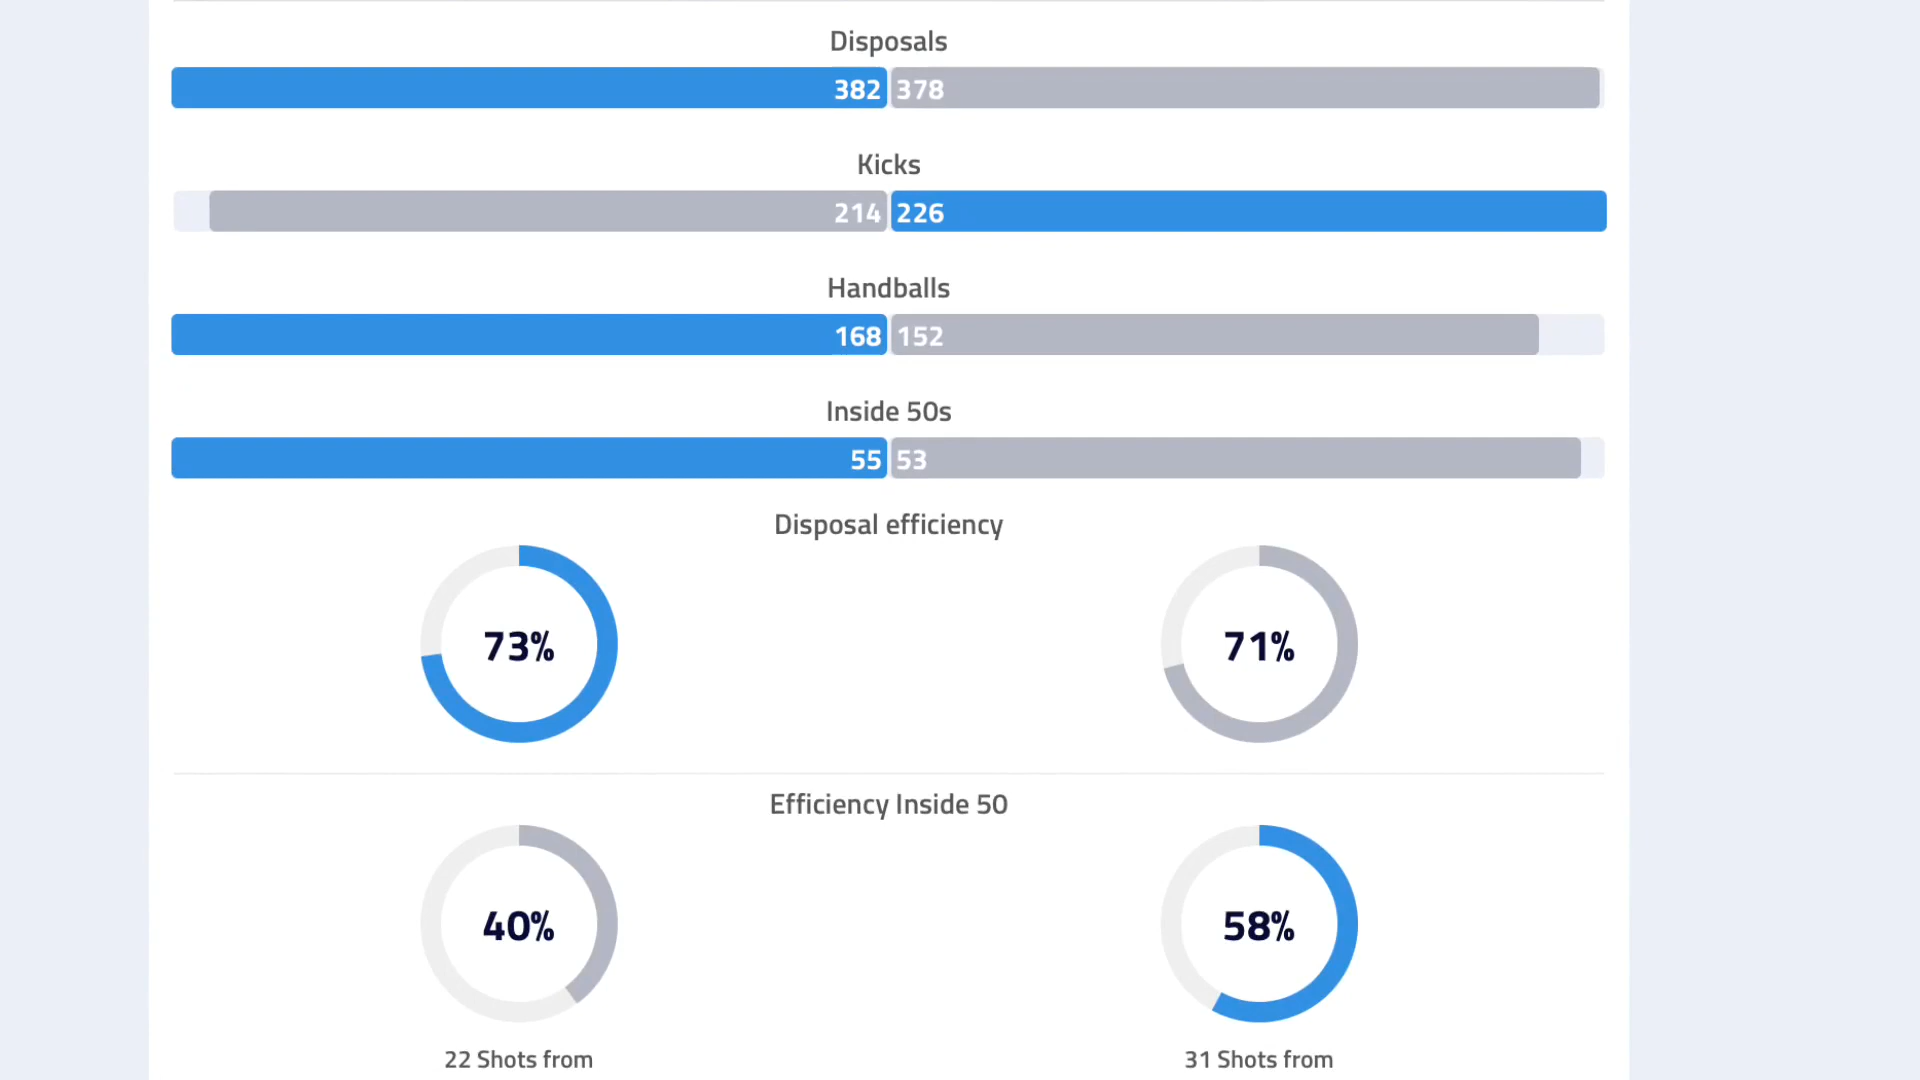 Disposals
382 378
Kicks
214 226
Handballs
168 152
Inside 50s
55 53
Disposal efficiency
73% 71%
Efficiency Inside 50
40% 58%
22 Shots from 31 Shots from